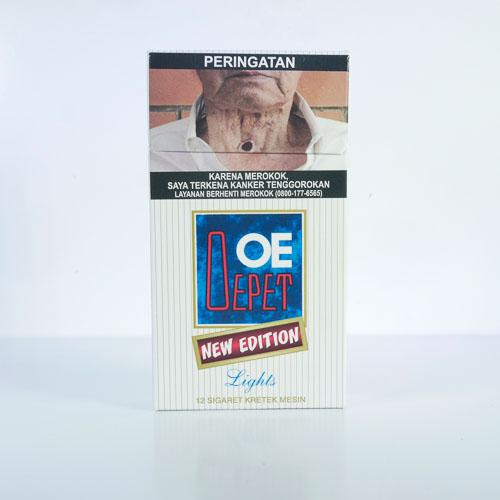 PERINGATAN
KARENA MEROKOK,
SAYA TERKENA KANKER TENGGOROKAN
LAYANAN BERHENTI MEROKOK (0800-177-6565)
OE
DEPET
NEW EDITION
Lights
12 SIGARET KRETEK MESIN